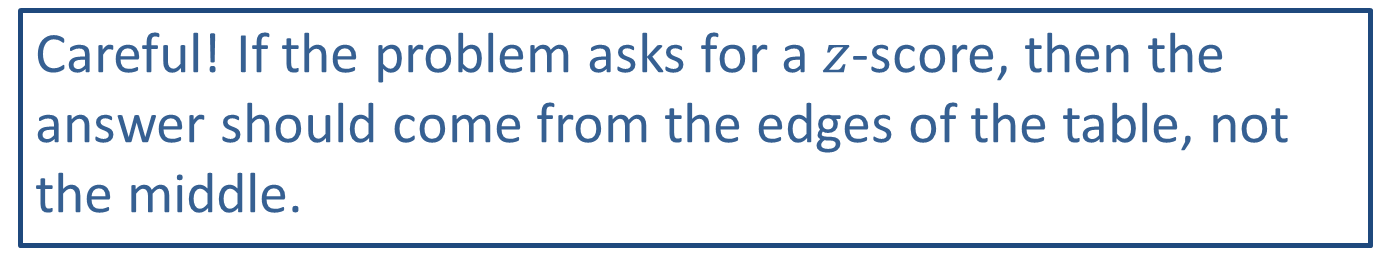 Careful! If the problem asks for a z-score, then the
answer should come from the edges of the table, not
the middle.